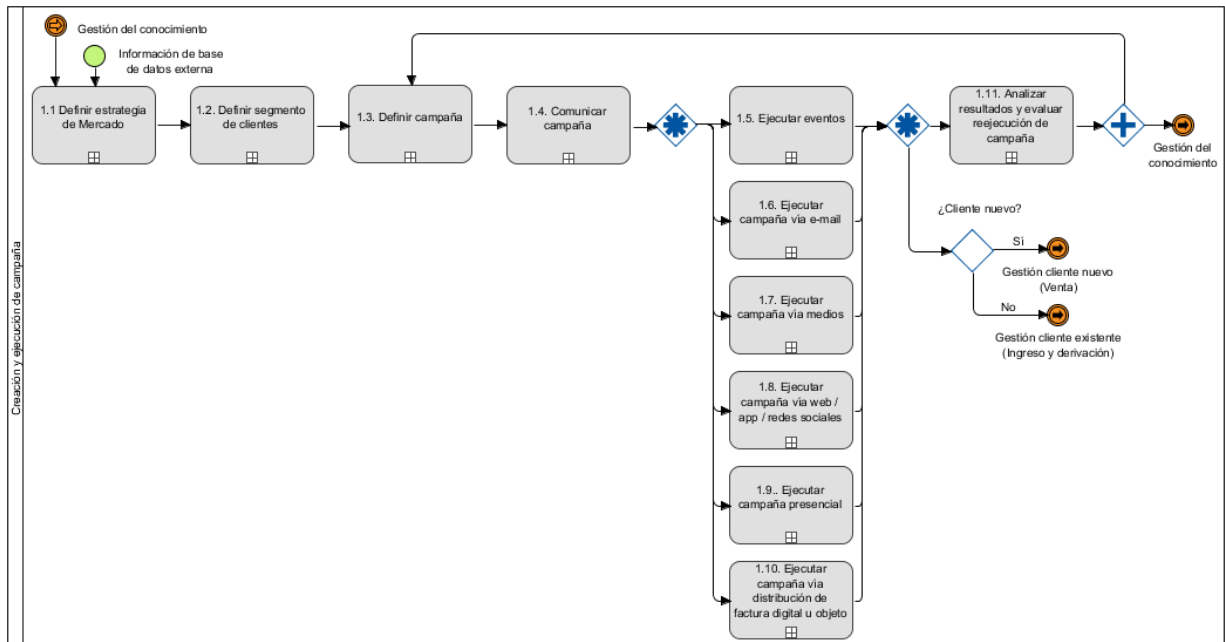 Creación y ejecución de campaña
Gestión del conocimiento
Información de base
de datos externa
1.1 Definir estrategia
de Mercado
1.2. Definir segmento
de clientes
1.3. Definir campaña
1.4. Comunicar
campaña
1.5. Ejecutar eventos
1.6. Ejecutar
campaña vía e-mail
1.7. Ejecutar
campaña vía medios
1.8. Ejecutar
campaña vía web /
app / redes sociales
1.9.. Ejecutar
campaña presencial
1.10. Ejecutar
campaña vía
distribución de
factura digital u objeto
1.11. Analizar
resultados y evaluar
reejecución de
campaña
Gestión del
conocimiento
¿Cliente nuevo?
Sí
Gestión cliente nuevo
(Venta)
No
Gestión cliente existente
(Ingreso y derivación)